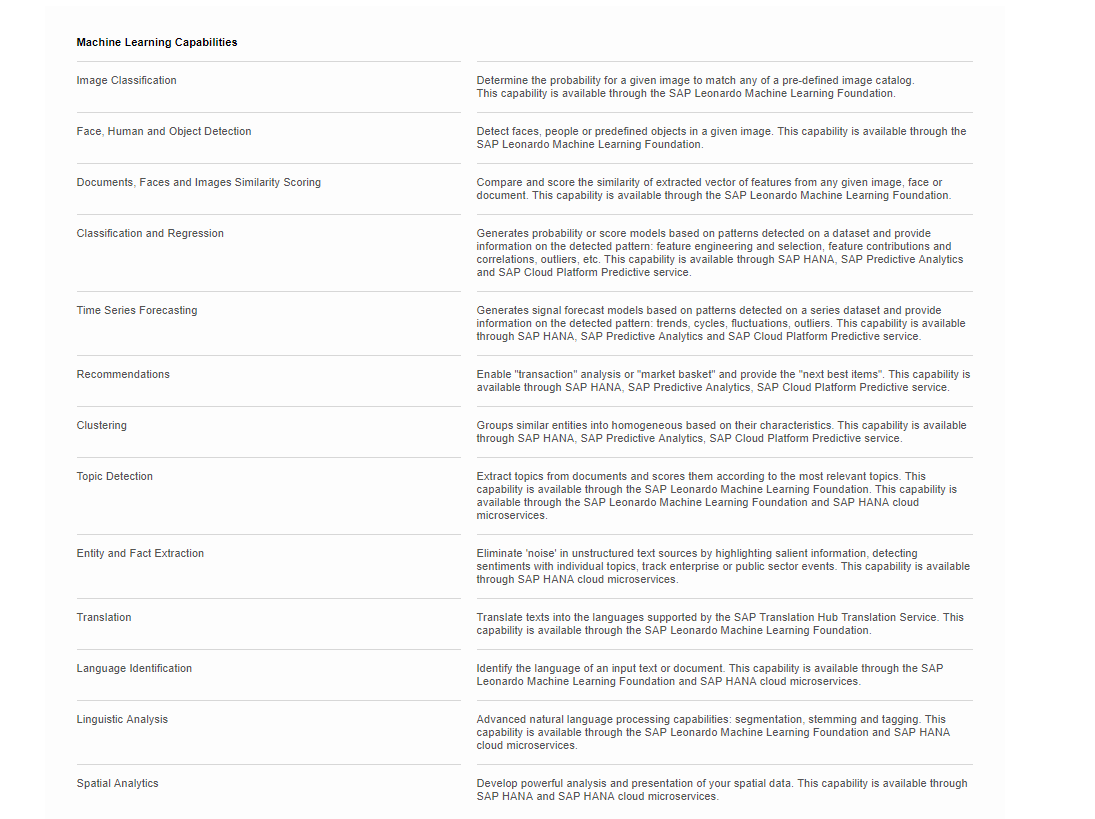 Machine Learning Capabilities
Image Classification
Determine the probability for a given image to match any of a pre-defined image catalog.
This capability is available through the SAP Leonardo Machine Learning Foundation.
Face, Human and Object Detection
Detect faces, people or predefined objects in a given image. This capability is available through the
SAP Leonardo Machine Learning Foundation.
Documents, Faces and Images Similarity Scoring
Compare and score the similarity of extracted vector of features from any given image, face or
document. This capability is available through the SAP Leonardo Machine Learning Foundation.
Classification and Regression
Generates probability or score models based on patterns detected on a dataset and provide
information on the detected pattern: feature engineering and selection, feature contributions and
correlations, outliers, etc. This capability is available through SAP HANA, SAP Predictive Analytics
and SAP Cloud Platform Predictive service.
Time Series Forecasting
Generates signal forecast models based on patterns detected on a series dataset and provide
information on the detected pattern: trends, cycles, fluctuations, outliers. This capability is available
through SAP HANA, SAP Predictive Analytics and SAP Cloud Platform Predictive service.
Recommendations
Enable "transaction" analysis or "market basket" and provide the "next best items". This capability is
available through SAP HANA, SAP Predictive Analytics, SAP Cloud Platform Predictive service.
Clustering
Groups similar entities into homogeneous based on their characteristics. This capability is available
through SAP HANA, SAP Predictive Analytics, SAP Cloud Platform Predictive service.
Topic Detection
Extract topics from documents and scores them according to the most relevant topics. This
capability is available through the SAP Leonardo Machine Learning Foundation. This capability is
available through the SAP Leonardo Machine Learning Foundation and SAP HANA cloud
microservices.
Entity and Fact Extraction
Eliminate 'noise' in unstructured text sources by highlighting salient information, detecting
sentiments with individual topics, track enterprise or public sector events. This capability is available
through SAP HANA cloud microservices.
Translation
Translate texts into the languages supported by the SAP Translation Hub Translation Service. This
capability is available through the SAP Leonardo Machine Learning Foundation.
Language Identification
Identify the language of an input text or document. This capability is available through the SAP
Leonardo Machine Learning Foundation and SAP HANA cloud microservices.
Linguistic Analysis
Advanced natural language processing capabilities: segmentation, stemming and tagging. This
capability is available through the SAP Leonardo Machine Learning Foundation and SAP HANA
cloud microservices.
Spatial Analytics
Develop powerful analysis and presentation of your spatial data. This capability is available through
SAP HANA and SAP HANA cloud microservices.